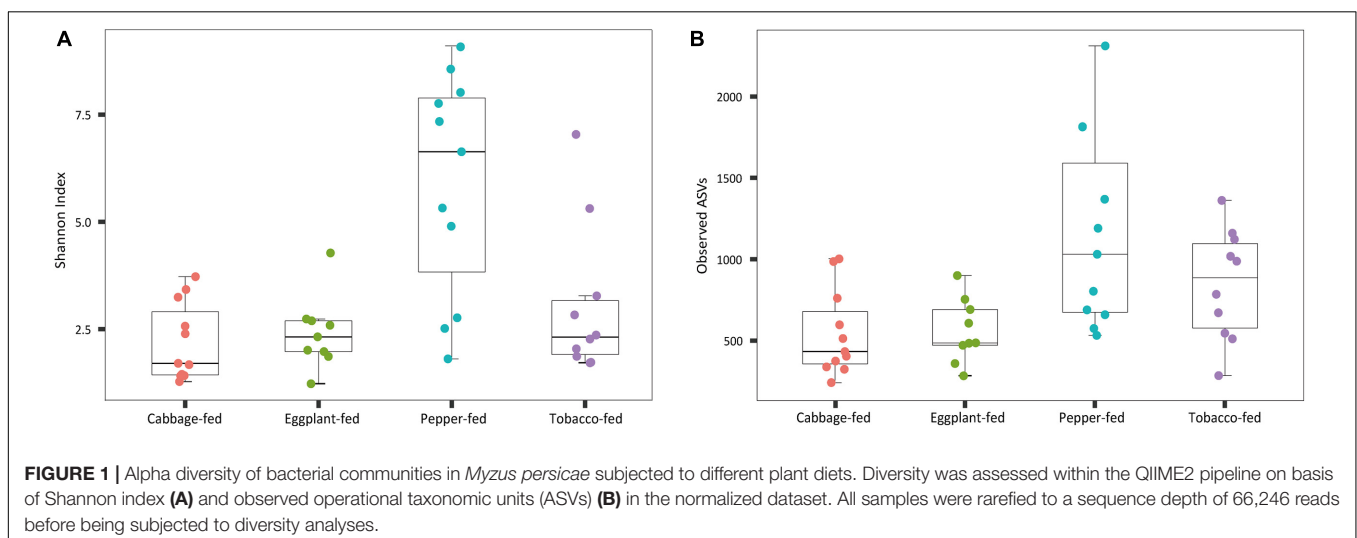 A
Shannon Index
7.5
5.0
2.5
Cabbage-fed
Eggplant-fed
Pepper-fed
Tobacco-fed
B
Observed ASVs
2000
1500
1000
500
Cabbage-fed
Eggplant-fed
Pepper-fed
Tobacco-fed
FIGURE 1 | Alpha diversity of bacterial communities in Myzus persicae subjected to different plant diets. Diversity was assessed within the QIIME2 pipeline on basis
of Shannon index (A) and observed operational taxonomic units (ASVs) (B) in the normalized dataset. All samples were rarefied to a sequence depth of 66,246 reads
before being subjected to diversity analyses.